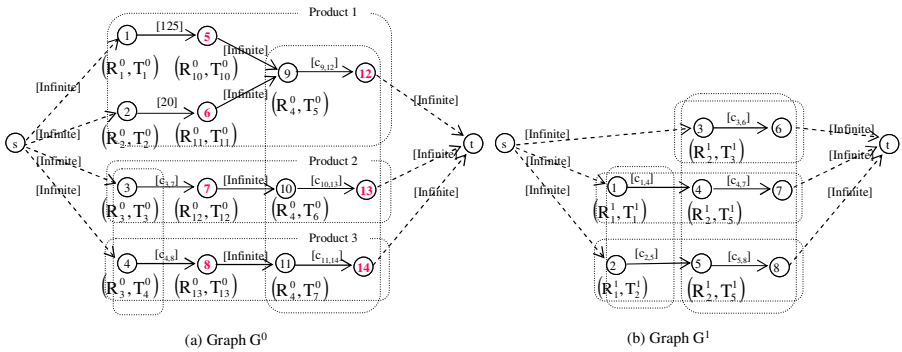 Product 1
1 [125] 5
[Infinite]
(R₁⁰,T₁⁰) (R₁₀⁰,T₁₀⁰)
9 [c₉,₁₂] 12
[Infinite]
(R₄⁰,T₅⁰)
[Infinite]
[Infinite]
2 [20] 6
[Infinite]
(R₂⁰,T₂⁰) (R₁₁⁰,T₁₁⁰)
s
t
[Infinite]
[Infinite]
[Infinite]
[Infinite]
Product 2
3 [c₃,₇] 7 [Infinite] 10 [c₁₀,₁₃] 13
(R₃⁰,T₃⁰) (R₁₂⁰,T₁₂⁰) (R₄⁰,T₆⁰)
Product 3
4 [c₄,₈] 8 [Infinite] 11 [c₁₁,₁₄] 14
(R₃⁰,T₄⁰) (R₁₃⁰,T₁₃⁰) (R₄⁰,T₇⁰)
(a) Graph G⁰
3 [c₃,₆] 6
(R₂¹,T₃¹)
s
t
[Infinite]
[Infinite]
[Infinite]
[Infinite]
[Infinite]
[Infinite]
1 [c₁,₄] 4 [c₄,₇] 7
(R₁¹,T₁¹) (R₂¹,T₅¹)
2 [c₂,₅] 5 [c₅,₈] 8
(R₁¹,T₂¹) (R₂¹,T₅¹)
(b) Graph G¹